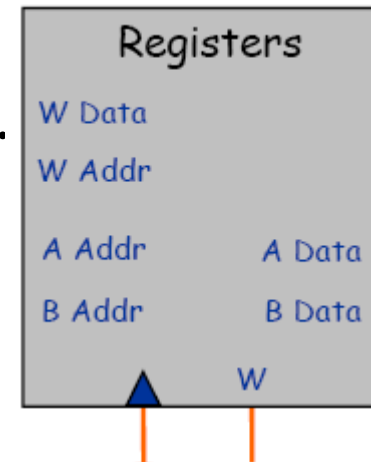 Registers
W Data
W Addr
A Addr A Data
B Addr B Data
W